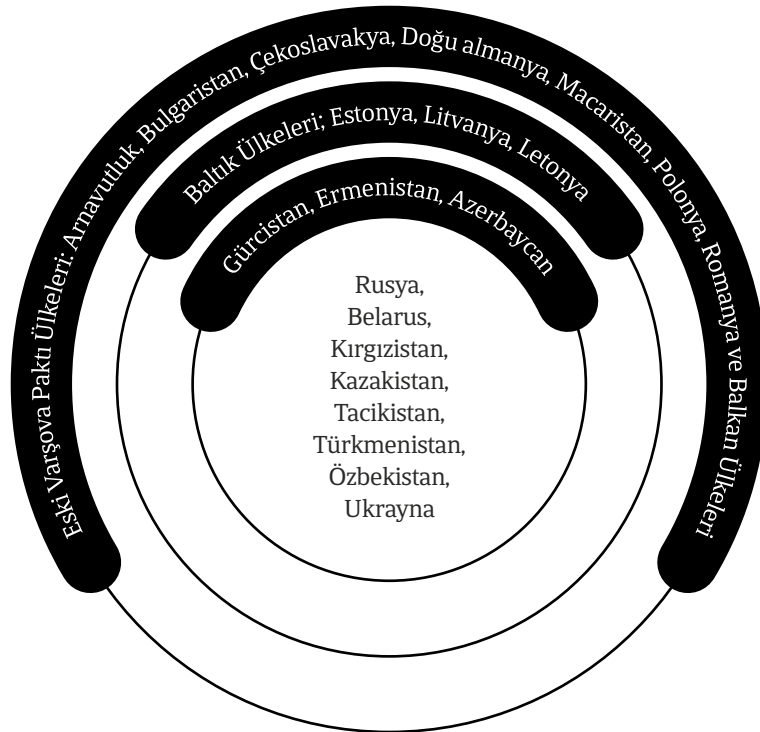 Eski Varşova Paktı Ülkeleri: Arnavutluk, Bulgaristan, Çekoslavakya, Doğu almanya, Macaristan, Polonya, Romanya ve Balkan Ülkeleri
Baltık Ülkeleri; Estonya, Litvanya, Letonya
Gürcistan, Ermenistan, Azerbaycan
Rusya,
Belarus,
Kırgızistan,
Kazakistan,
Tacikistan,
Türkmenistan,
Özbekistan,
Ukrayna